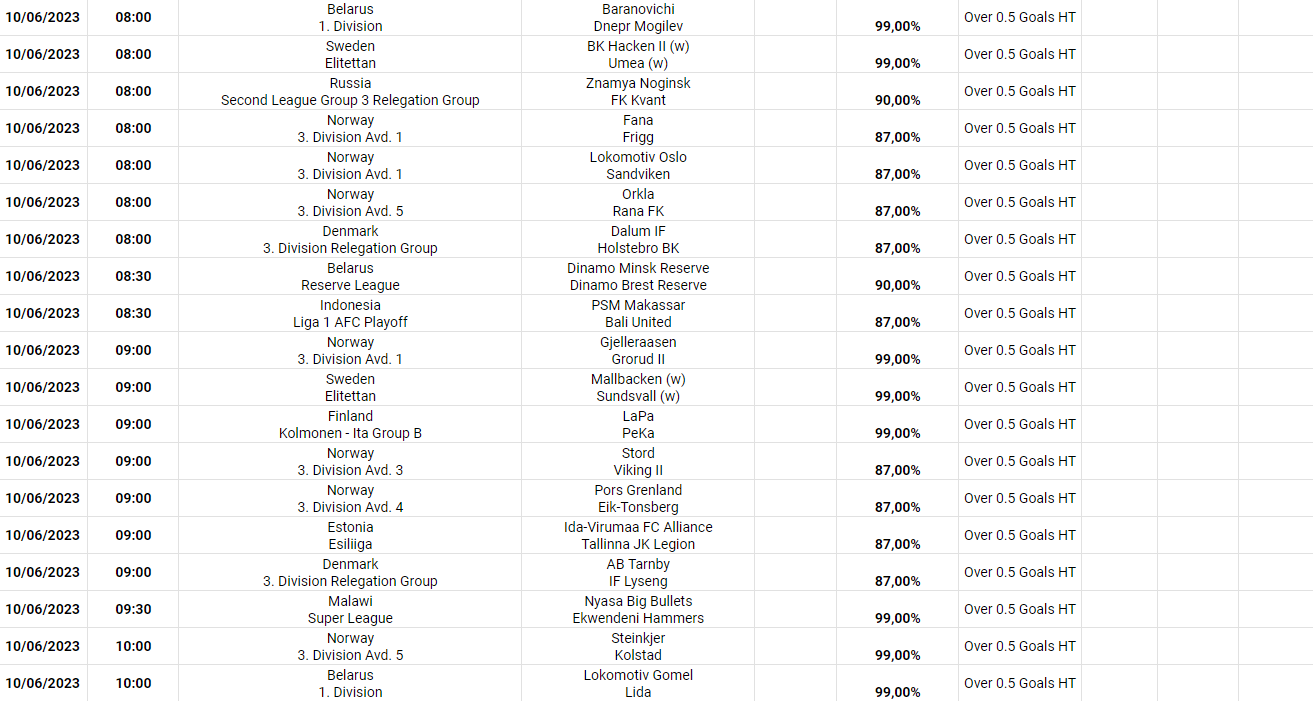 10/06/2023 08:00 Belarus Baranovichi
1. Division Dnepr Mogilev 99,00% Over 0.5 Goals HT
10/06/2023 08:00 Sweden BK Hacken II (w)
Elitettan Umea (w) 99,00% Over 0.5 Goals HT
10/06/2023 08:00 Russia Znamya Noginsk
Second League Group 3 Relegation Group FK Kvant 90,00% Over 0.5 Goals HT
10/06/2023 08:00 Norway Fana
3. Division Avd. 1 Frigg 87,00% Over 0.5 Goals HT
10/06/2023 08:00 Norway Lokomotiv Oslo
3. Division Avd. 1 Sandviken 87,00% Over 0.5 Goals HT
10/06/2023 08:00 Norway Orkla
3. Division Avd. 5 Rana FK 87,00% Over 0.5 Goals HT
10/06/2023 08:00 Denmark Dalum IF
3. Division Relegation Group Holstebro BK 87,00% Over 0.5 Goals HT
10/06/2023 08:30 Belarus Dinamo Minsk Reserve
Reserve League Dinamo Brest Reserve 90,00% Over 0.5 Goals HT
10/06/2023 08:30 Indonesia PSM Makassar
Liga 1 AFC Playoff Bali United 87,00% Over 0.5 Goals HT
10/06/2023 09:00 Norway Gjelleraasen
3. Division Avd. 1 Grorud II 99,00% Over 0.5 Goals HT
10/06/2023 09:00 Sweden Mallbacken (w)
Elitettan Sundsvall (w) 99,00% Over 0.5 Goals HT
10/06/2023 09:00 Finland LaPa
Kolmonen - Ita Group B PeKa 99,00% Over 0.5 Goals HT
10/06/2023 09:00 Norway Stord
3. Division Avd. 3 Viking II 87,00% Over 0.5 Goals HT
10/06/2023 09:00 Norway Pors Grenland
3. Division Avd. 4 Eik-Tonsberg 87,00% Over 0.5 Goals HT
10/06/2023 09:00 Estonia Ida-Virumaa FC Alliance
Esiliiga Tallinna JK Legion 87,00% Over 0.5 Goals HT
10/06/2023 09:00 Denmark AB Tarnby
3. Division Relegation Group IF Lyseng 87,00% Over 0.5 Goals HT
10/06/2023 09:30 Malawi Nyasa Big Bullets
Super League Ekwendeni Hammers 99,00% Over 0.5 Goals HT
10/06/2023 10:00 Norway Steinkjer
3. Division Avd. 5 Kolstad 99,00% Over 0.5 Goals HT
10/06/2023 10:00 Belarus Lokomotiv Gomel
1. Division Lida 99,00% Over 0.5 Goals HT